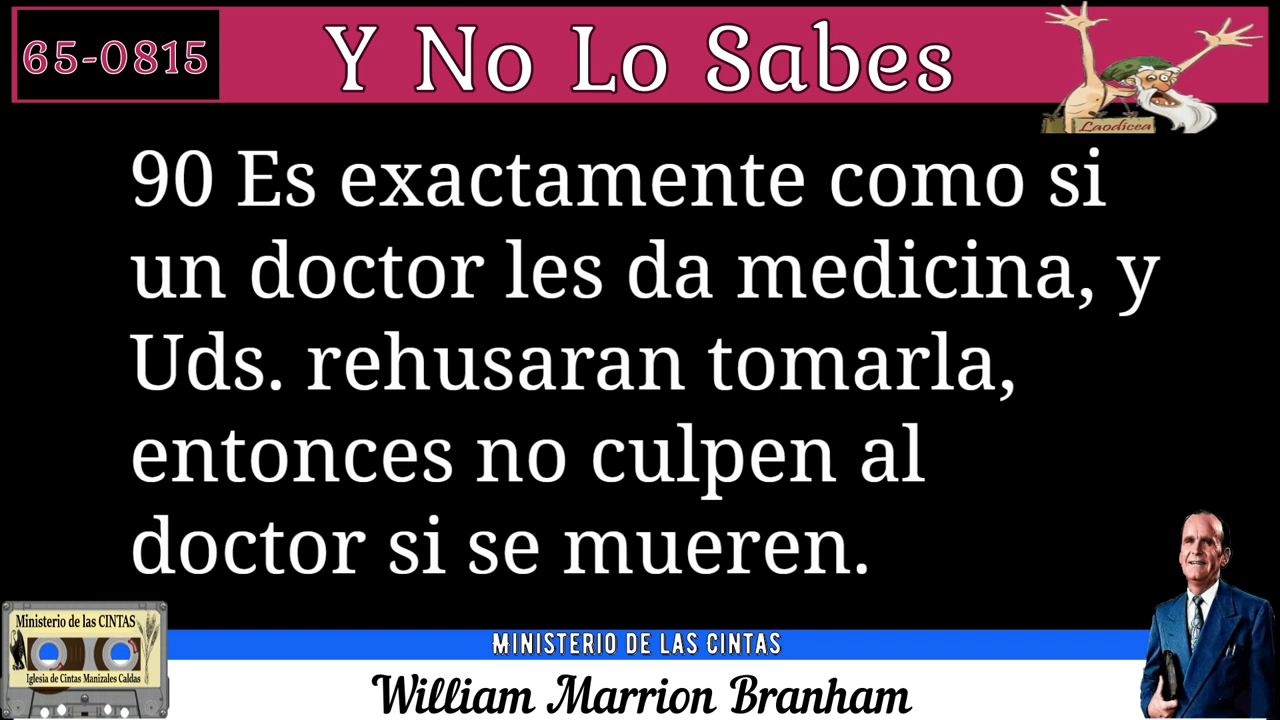 65-0815
Y No Lo Sabes
Laodicea
90 Es exactamente como si
un doctor les da medicina, y
Uds. rehusaran tomarla,
entonces no culpen al
doctor si se mueren.
Ministerio de las CINTAS
Iglesia de Cintas Manizales Caldas
MINISTERIO DE LAS CINTAS
William Marrion Branham